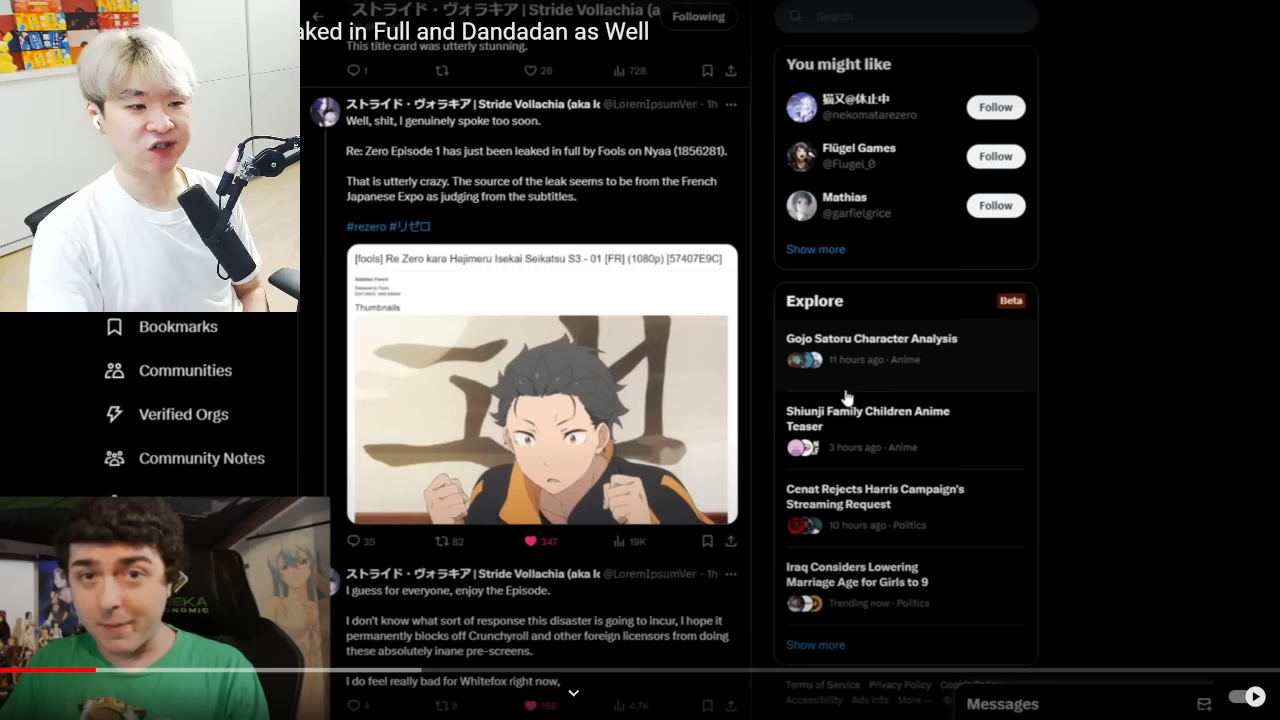 ストライド・ヴォラキア | Stride Vollachia (a
Following
aked in Full and Dandadan as Well
This title card was utterly stunning.
1
26
728
ストライド・ヴォラキア | Stride Vollachia (aka Ic @LoremIpsumVer · 1h
Well, shit, I genuinely spoke too soon.
Re: Zero Episode 1 has just been leaked in full by Fools on Nyaa (1856281).
That is utterly crazy. The source of the leak seems to be from the French
Japanese Expo as judging from the subtitles.
#rezero #リゼロ
[fools] Re Zero kara Hajimeru Isekai Seikatsu S3 - 01 [FR] (1080p) [57407E9C]
Subtitles: French
Released by Fools
Thumbnails
35
82
347
19K
ストライド・ヴォラキア | Stride Vollachia (aka Ic @LoremIpsumVer · 1h
I guess for everyone, enjoy the Episode.
I don't know what sort of response this disaster is going to incur, I hope it
permanently blocks off Crunchyroll and other foreign licensors from doing
these absolutely inane pre-screens.
I do feel really bad for Whitefox right now,
4
6
158
4.7K
Bookmarks
Communities
Verified Orgs
Community Notes
Search
You might like
猫又@休止中
@nekomatarezero
Follow
Flügel Games
@Flugel_0
Follow
Mathias
@garfielgrice
Follow
Show more
Explore
Beta
Gojo Satoru Character Analysis
11 hours ago · Anime
Shiunji Family Children Anime
Teaser
3 hours ago · Anime
Cenat Rejects Harris Campaign's
Streaming Request
10 hours ago · Politics
Iraq Considers Lowering
Marriage Age for Girls to 9
Trending now · Politics
Show more
Terms of Service Privacy Policy Cookie Policy
Accessibility Ads info More ···
Messages